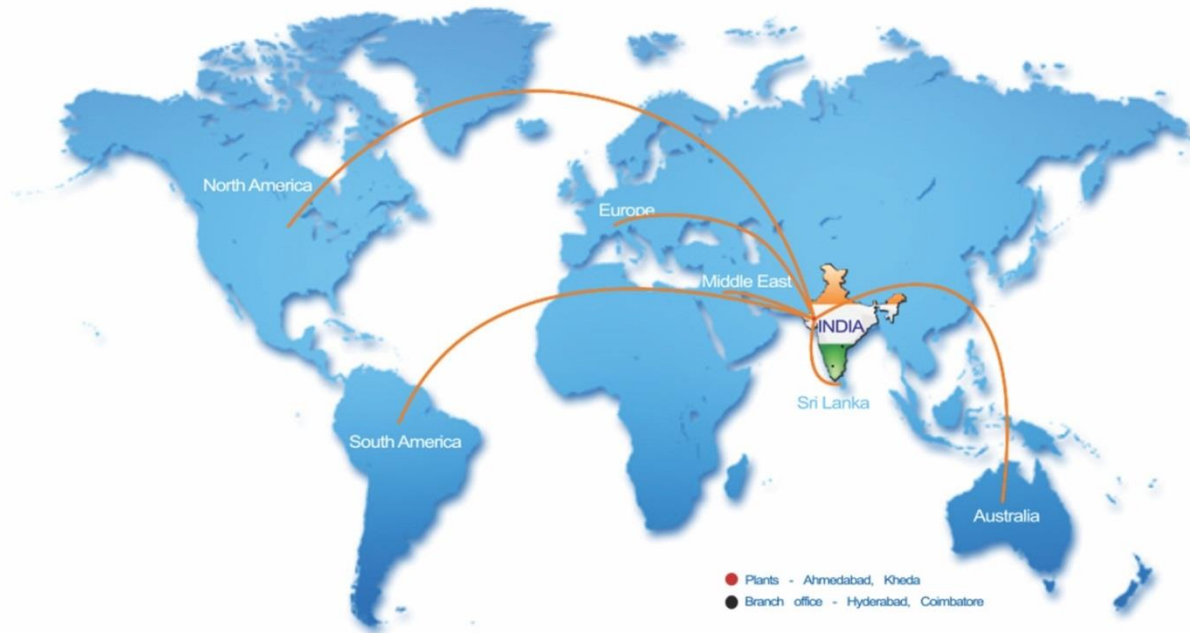 North America
Europe
Middle East
INDIA
Sri Lanka
South America
Australia
Plants - Ahmedabad, Kheda
Branch office - Hyderabad, Coimbatore